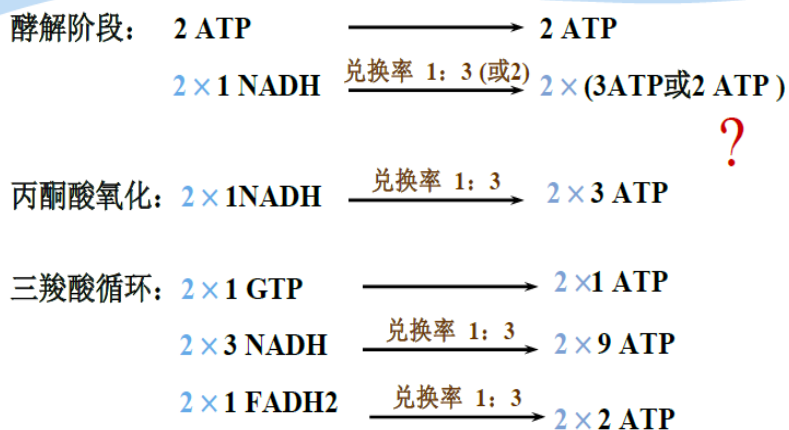 酵解阶段： 2 ATP 2 ATP
2 × 1 NADH 兑换率 1：3 (或2) 2 × (3ATP或2 ATP )
?
丙酮酸氧化：2 × 1NADH 兑换率 1：3 2 × 3 ATP
三羧酸循环：2 × 1 GTP 2 ×1 ATP
2 × 3 NADH 兑换率 1：3 2 × 9 ATP
2 × 1 FADH2 兑换率 1：3 2 × 2 ATP